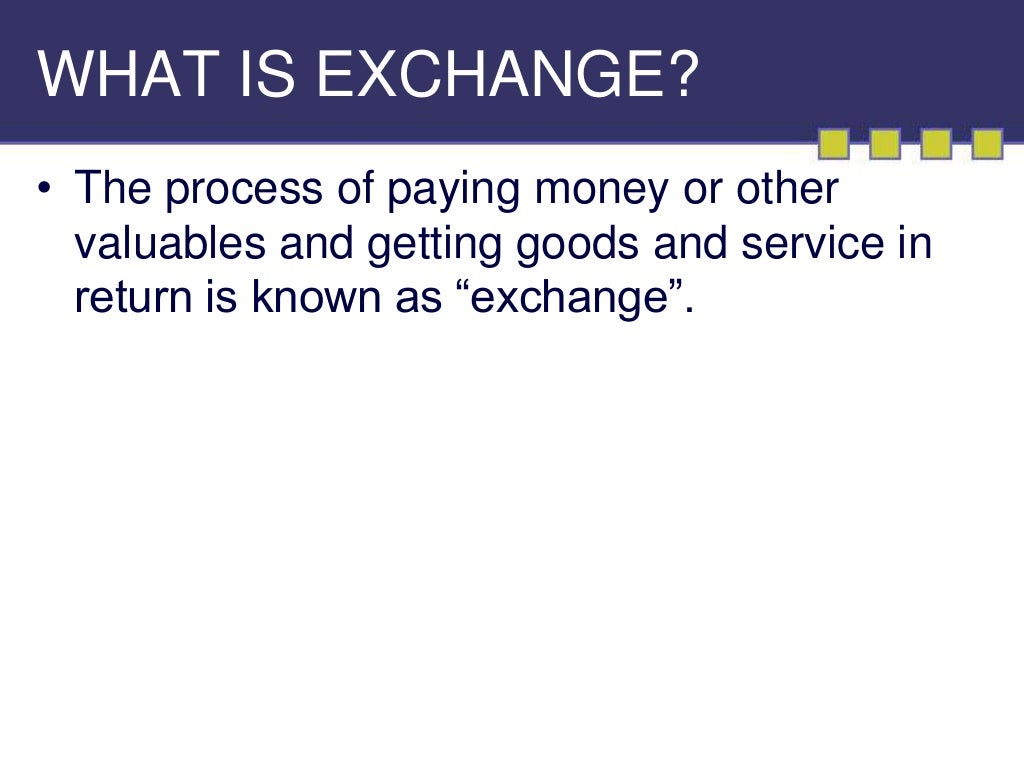 WHAT IS EXCHANGE?
• The process of paying money or other
valuables and getting goods and service in
return is known as “exchange”.